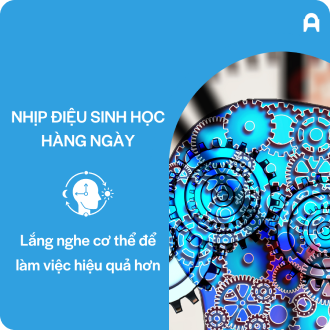 A
NHỊP ĐIỆU SINH HỌC
HÀNG NGÀY
Lắng nghe cơ thể để
làm việc hiệu quả hơn